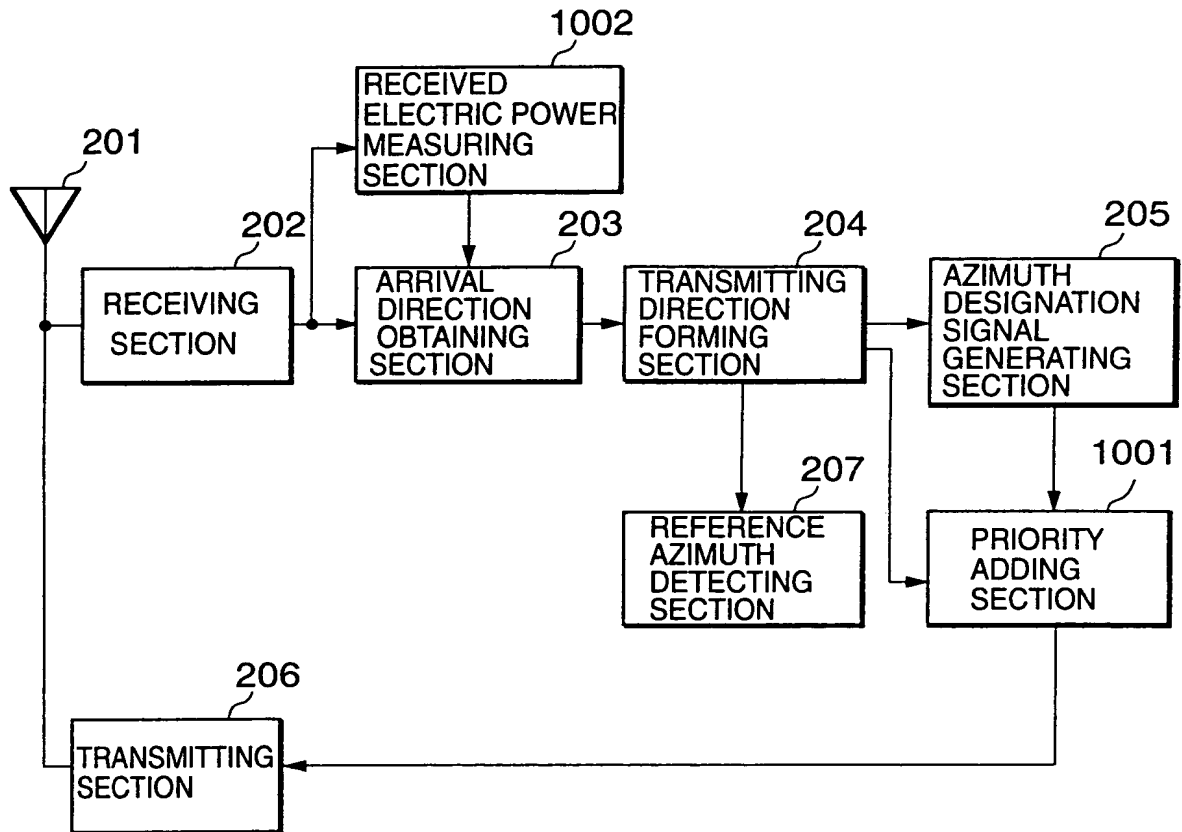 1002
RECEIVED
ELECTRIC POWER
MEASURING
SECTION
201
202
RECEIVING
SECTION
203
ARRIVAL
DIRECTION
OBTAINING
SECTION
204
TRANSMITTING
DIRECTION
FORMING
SECTION
205
AZIMUTH
DESIGNATION
SIGNAL
GENERATING
SECTION
207
REFERENCE
AZIMUTH
DETECTING
SECTION
1001
PRIORITY
ADDING
SECTION
206
TRANSMITTING
SECTION